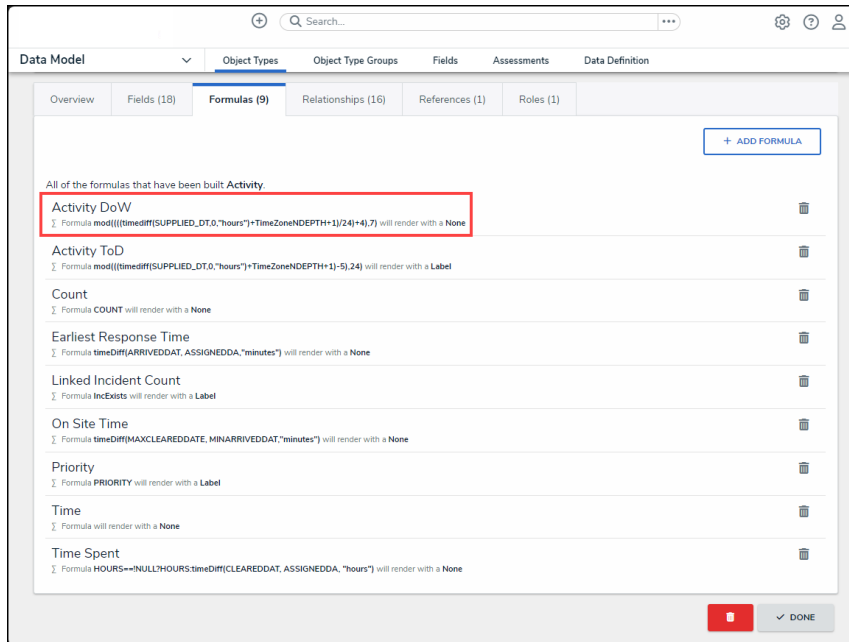 Search...
Data Model
Object Types
Object Type Groups
Fields
Assessments
Data Definition
Overview
Fields (18)
Formulas (9)
Relationships (16)
References (1)
Roles (1)
+ ADD FORMULA
All of the formulas that have been built Activity.
Activity DoW
∑ Formula mod((((timediff(SUPPLIED_DT,0,"hours")+TimeZoneNDEPTH+1)/24)+4),7) will render with a None
Activity ToD
∑ Formula mod(((timediff(SUPPLIED_DT,0,"hours")+TimeZoneNDEPTH+1)-5),24) will render with a Label
Count
∑ Formula COUNT will render with a None
Earliest Response Time
∑ Formula timeDiff(ARRIVEDDAT, ASSIGNEDDA,"minutes") will render with a None
Linked Incident Count
∑ Formula IncExists will render with a Label
On Site Time
∑ Formula timeDiff(MAXCLEAREDDATE, MINARRIVEDDAT,"minutes") will render with a None
Priority
∑ Formula PRIORITY will render with a Label
Time
∑ Formula will render with a None
Time Spent
∑ Formula HOURS==!NULL?HOURS:timeDiff(CLEAREDDAT, ASSIGNEDDA, "hours") will render with a None
DONE